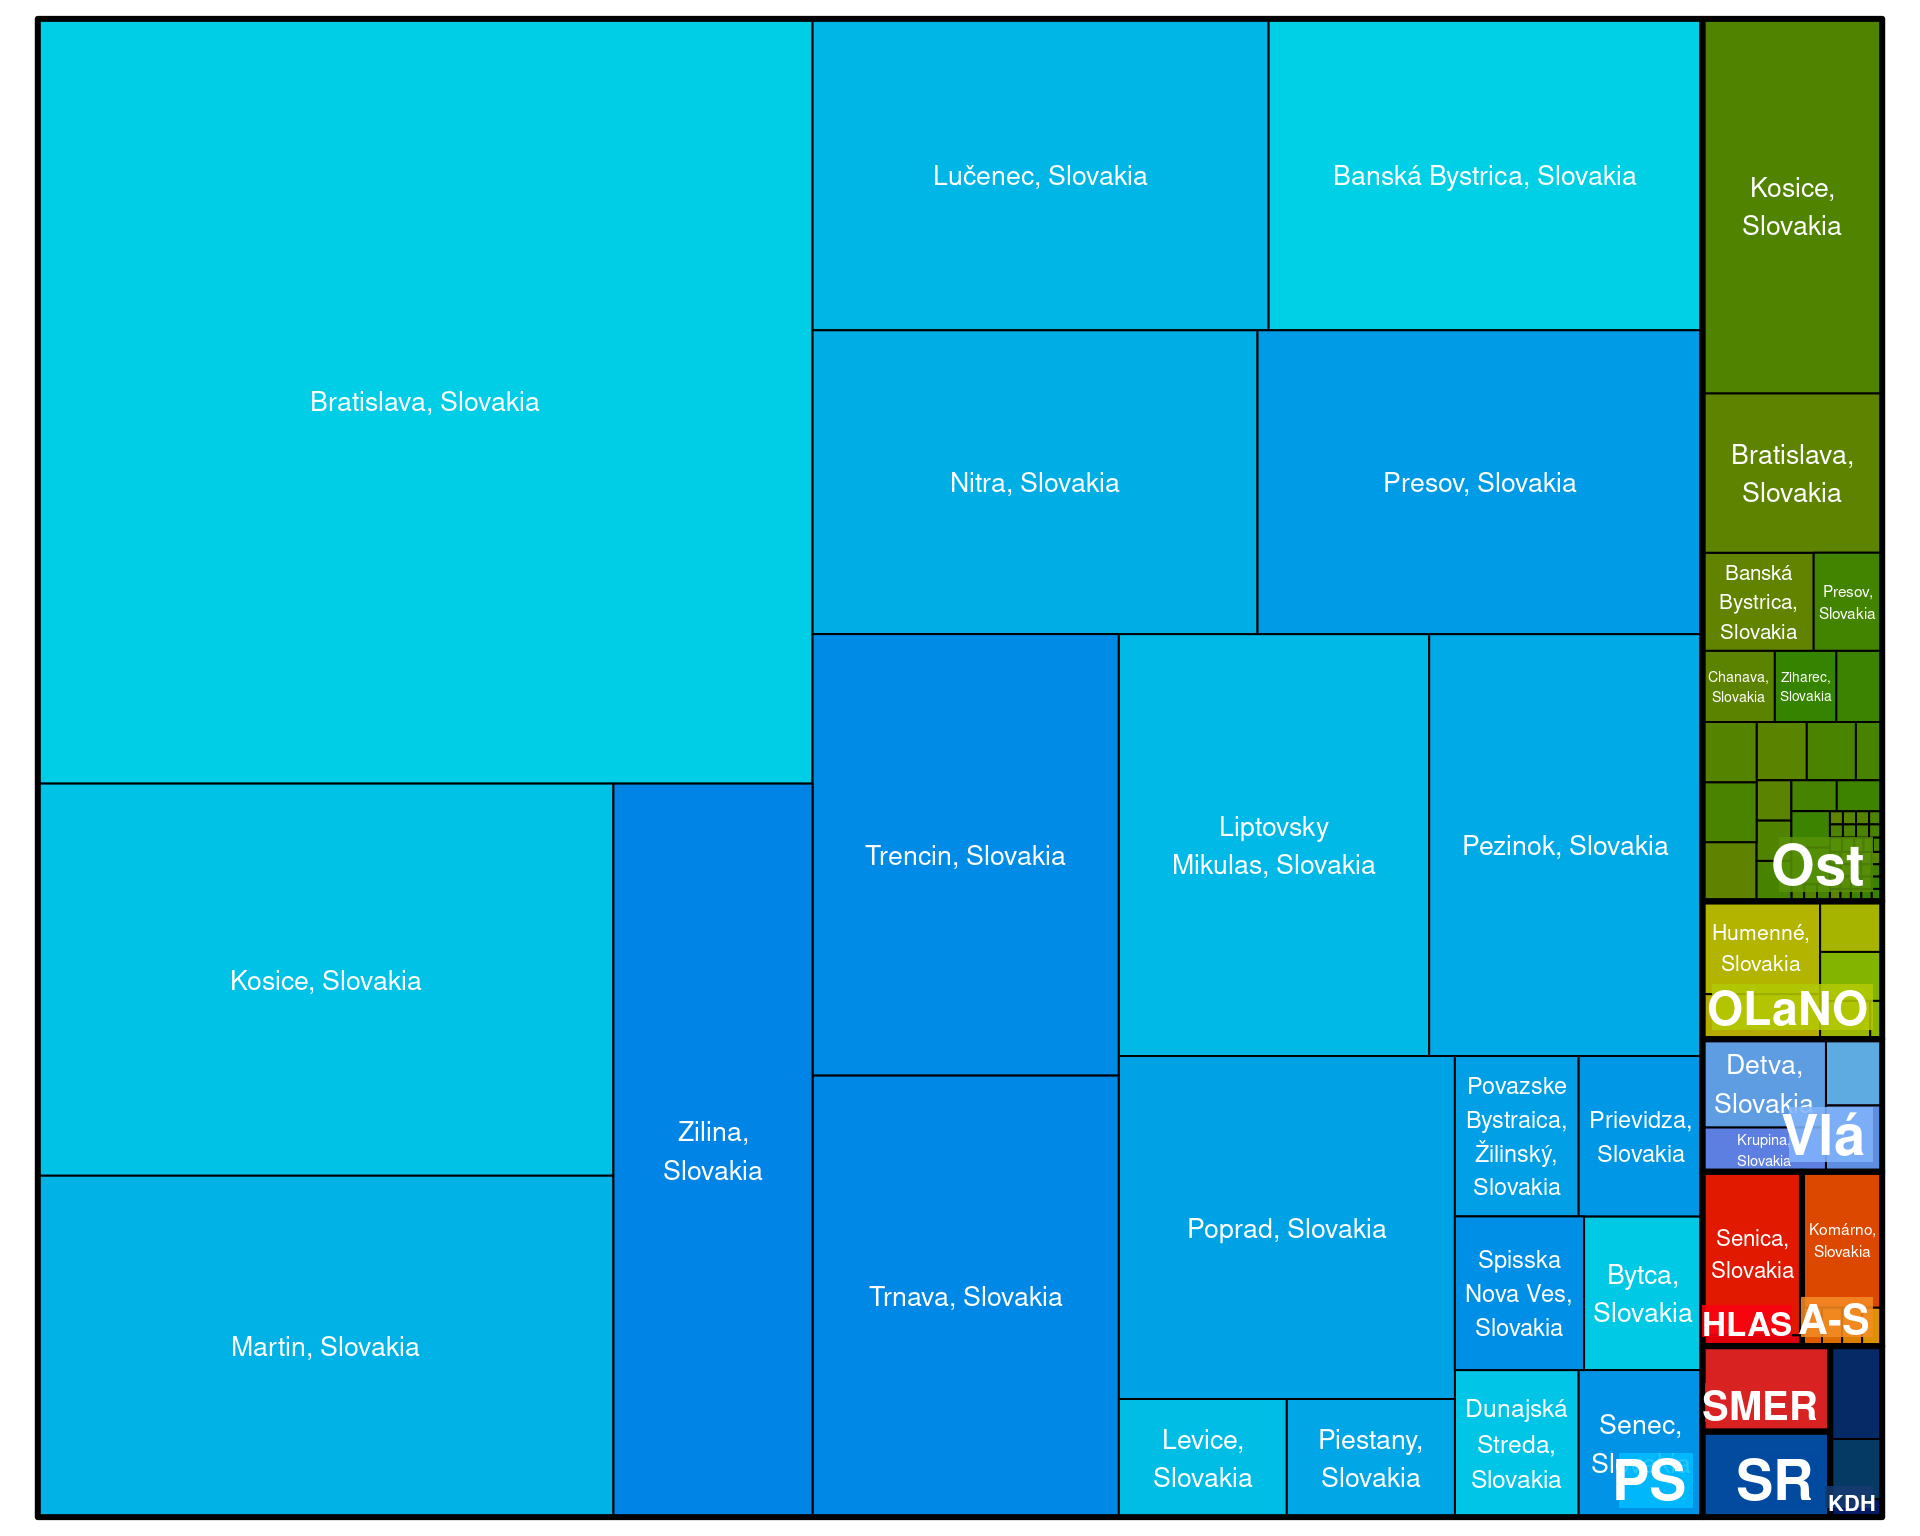 Bratislava, Slovakia
Lučenec, Slovakia
Banská Bystrica, Slovakia
Nitra, Slovakia
Presov, Slovakia
Kosice, Slovakia
Martin, Slovakia
Zilina,
Slovakia
Trencin, Slovakia
Trnava, Slovakia
Liptovsky
Mikulas, Slovakia
Pezinok, Slovakia
Poprad, Slovakia
Levice,
Slovakia
Piestany,
Slovakia
Povazske
Bystraica,
Žilinský,
Slovakia
Prievidza,
Slovakia
Spisska
Nova Ves,
Slovakia
Bytca,
Slovakia
Dunajská
Streda,
Slovakia
Senec,
Slovakia
PS
Kosice,
Slovakia
Bratislava,
Slovakia
Banská
Bystrica,
Slovakia
Presov,
Slovakia
Chanava,
Slovakia
Ziharec,
Slovakia
Ost
Humenné,
Slovakia
OLaNO
Detva,
Slovakia
Krupina,
Slovakia
Vlá
Senica,
Slovakia
HLAS
Komárno,
Slovakia
A-S
SMER
SR
KDH